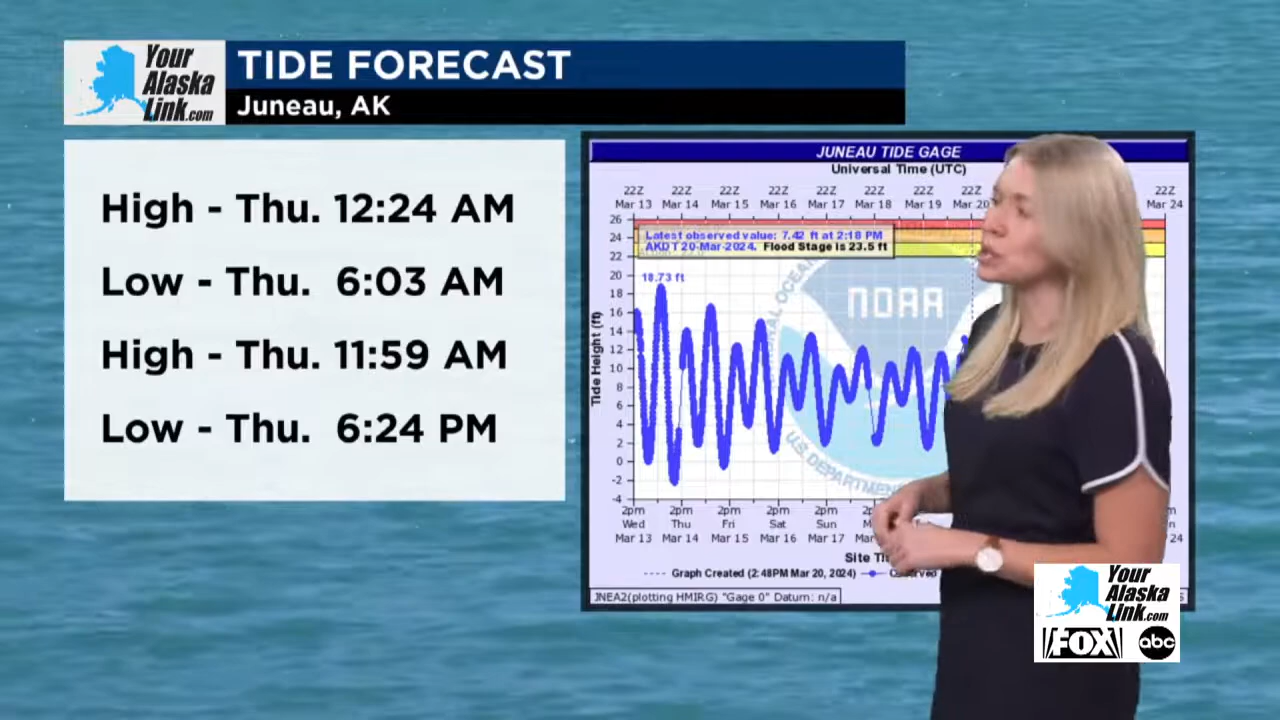 Your
Alaska
Link.com
TIDE FORECAST
Juneau, AK
High - Thu. 12:24 AM
Low - Thu. 6:03 AM
High - Thu. 11:59 AM
Low - Thu. 6:24 PM
JUNEAU TIDE GAGE
Universal Time (UTC)
22Z 22Z 22Z 22Z 22Z 22Z 22Z 22Z 22Z
Mar 13 Mar 14 Mar 15 Mar 16 Mar 17 Mar 18 Mar 19 Mar 20 Mar 24
Latest observed value: 7.42 ft at 2:18 PM
AKDT 20-Mar-2024. Flood Stage is 23.5 ft
18.73 ft
NOAA
U.S. DEPARTMEN
Tide Height (ft)
26
24
22
20
18
16
14
12
10
8
6
4
2
0
-2
-4
2pm 2pm 2pm 2pm 2pm
Wed Thu Fri Sat Sun
Mar 13 Mar 14 Mar 15 Mar 16 Mar 17 Mar 24
Site
Graph Created (2:48PM Mar 20, 2024)
JNEA2(plotting HMIRG) "Gage 0" Datum: n/a
Your
Alaska
Link.com
FOX abc